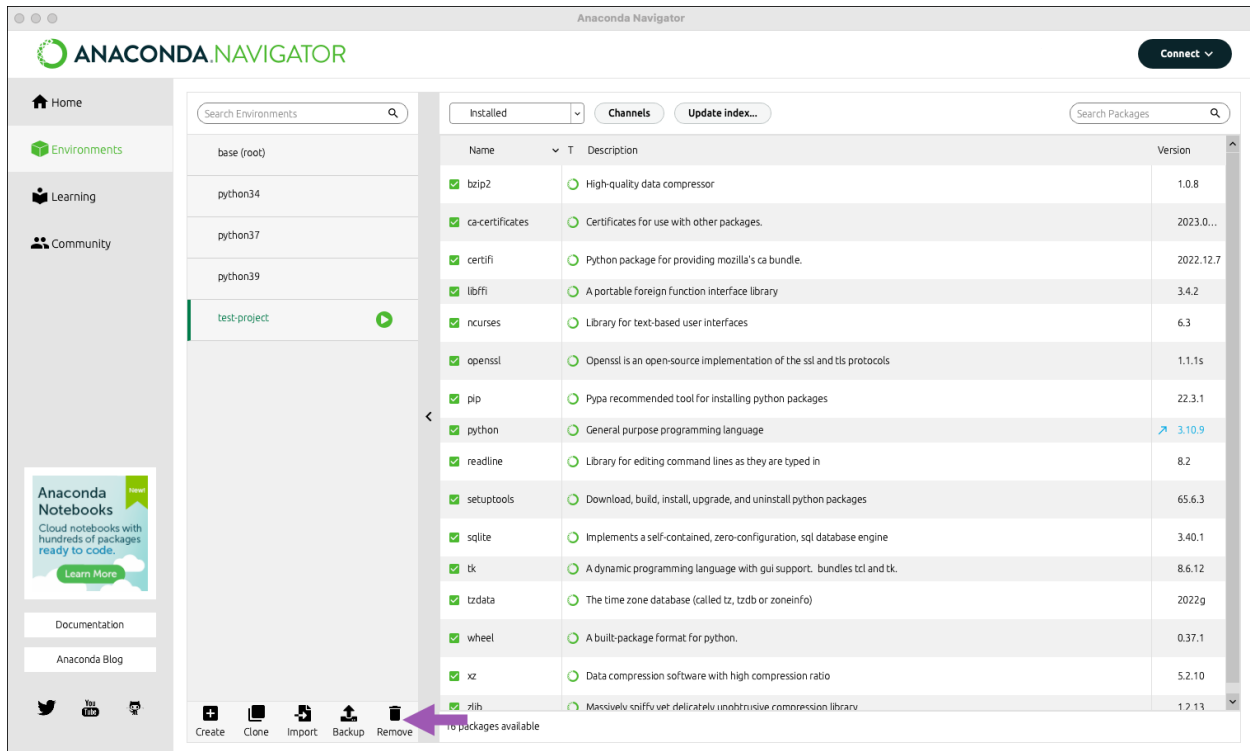 Anaconda Navigator
ANACONDA.NAVIGATOR
Connect
Home
Environments
Learning
Community
Anaconda
Notebooks
New!
Cloud notebooks with
hundreds of packages
ready to code.
Learn More
Documentation
Anaconda Blog
You
Tube
Search Environments
base (root)
python34
python37
python39
test-project
Create Clone Import Backup Remove
Installed Channels Update index... Search Packages
Name T Description Version
bzip2 High-quality data compressor 1.0.8
ca-certificates Certificates for use with other packages. 2023.0...
certifi Python package for providing mozilla's ca bundle. 2022.12.7
libffi A portable foreign function interface library 3.4.2
ncurses Library for text-based user interfaces 6.3
openssl Openssl is an open-source implementation of the ssl and tls protocols 1.1.1s
pip Pypa recommended tool for installing python packages 22.3.1
python General purpose programming language 3.10.9
readline Library for editing command lines as they are typed in 8.2
setuptools Download, build, install, upgrade, and uninstall python packages 65.6.3
sqlite Implements a self-contained, zero-configuration, sql database engine 3.40.1
tk A dynamic programming language with gui support. bundles tcl and tk. 8.6.12
tzdata The time zone database (called tz, tzdb or zoneinfo) 2022g
wheel A built-package format for python. 0.37.1
xz Data compression software with high compression ratio 5.2.10
zlib Massively spiffy yet delicately unobtrusive compression library 1.2.13
16 packages available